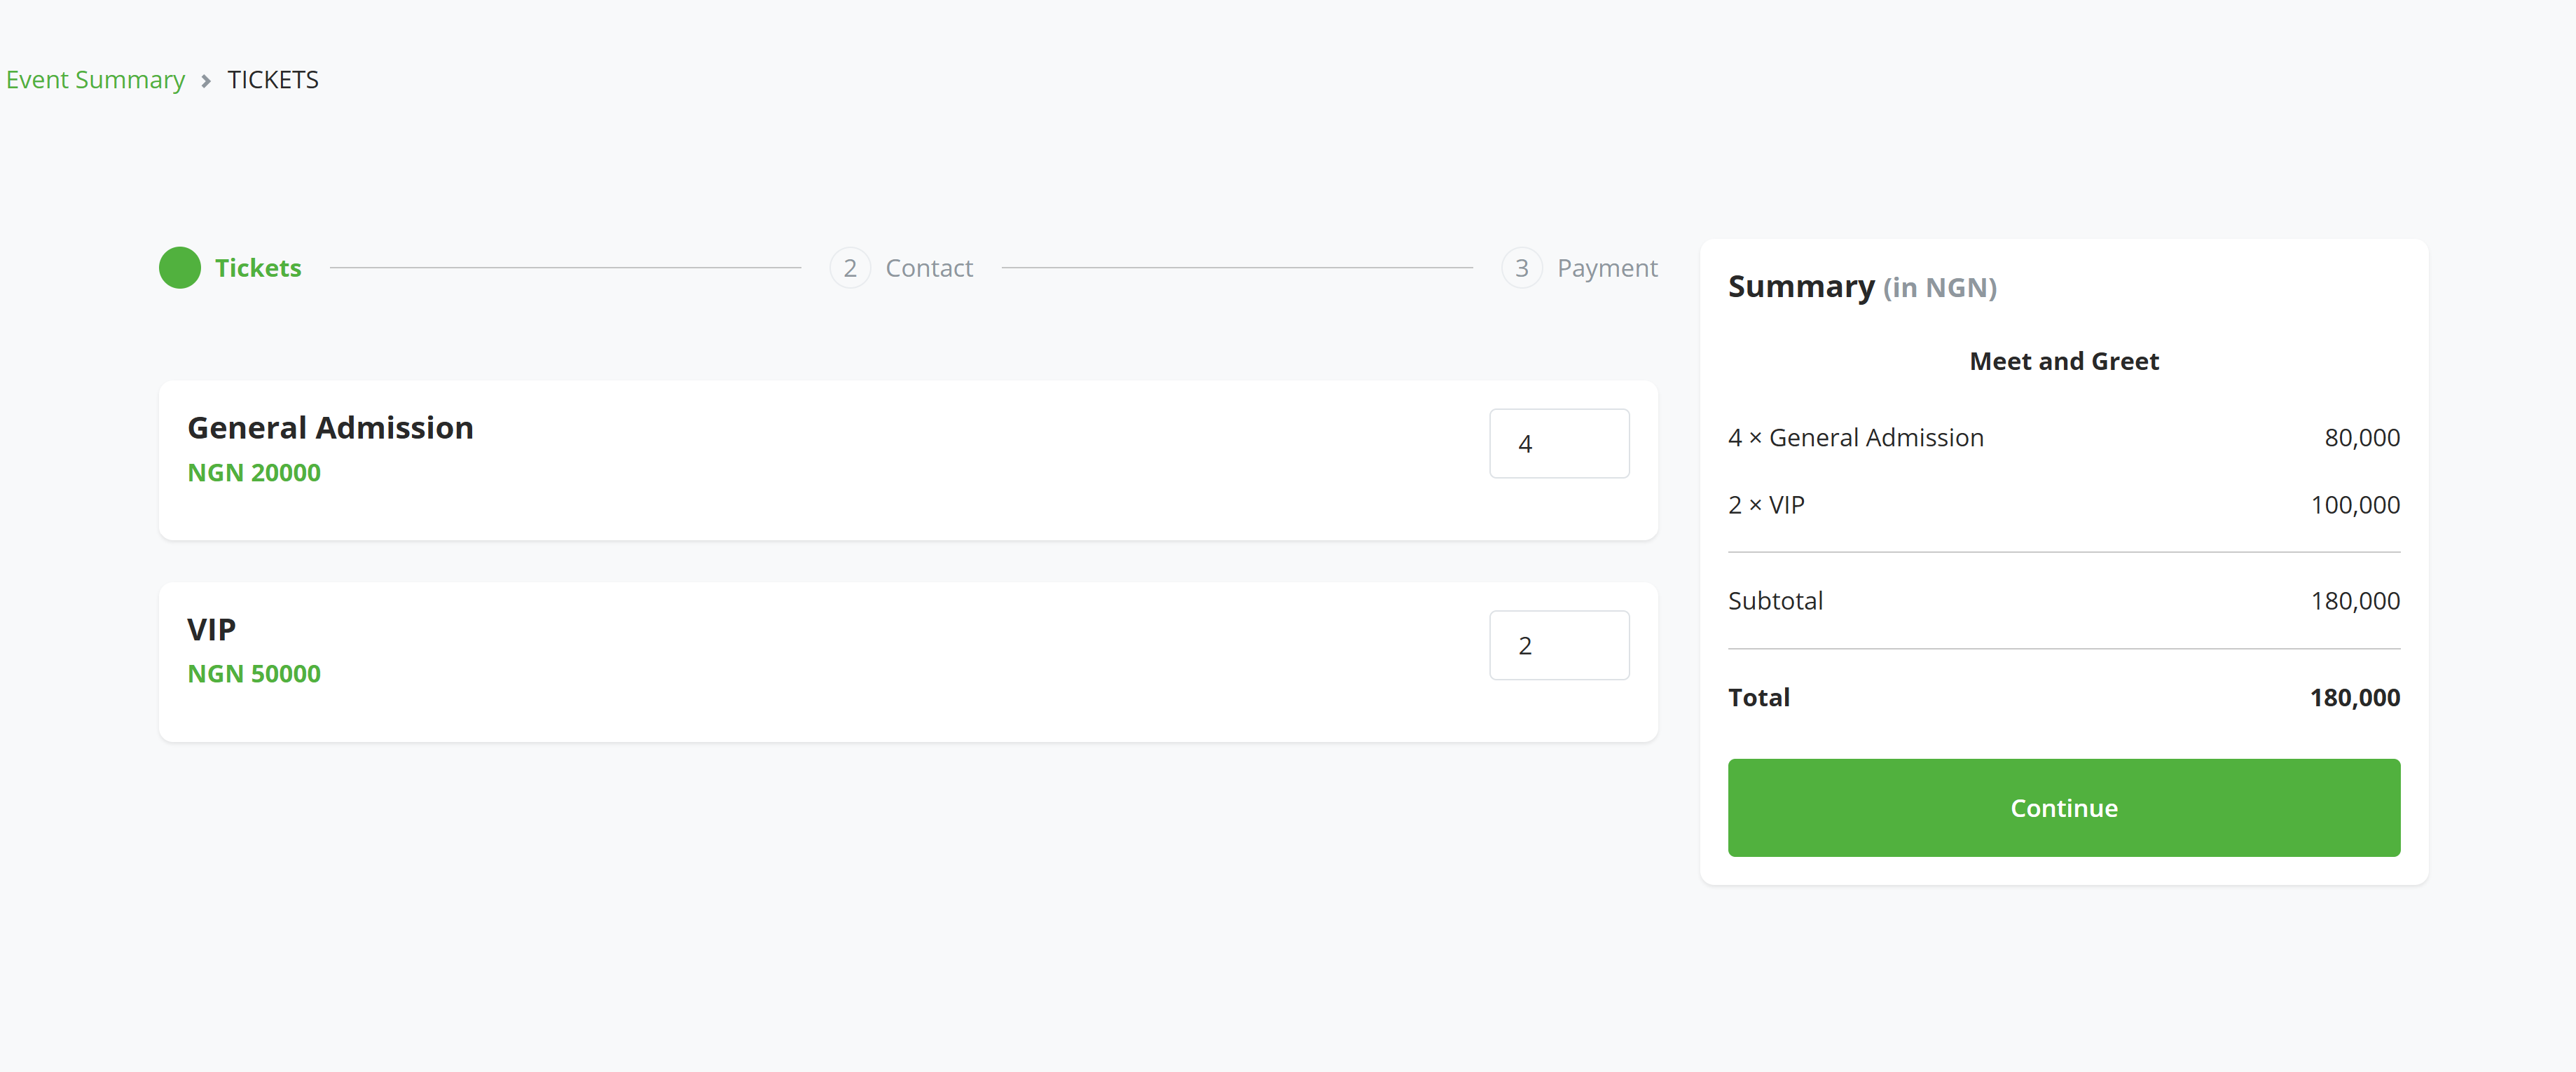 Event Summary > TICKETS
Tickets
2 Contact
3 Payment
General Admission
NGN 20000
4
VIP
NGN 50000
2
Summary (in NGN)
Meet and Greet
4 × General Admission 80,000
2 × VIP 100,000
Subtotal 180,000
Total 180,000
Continue